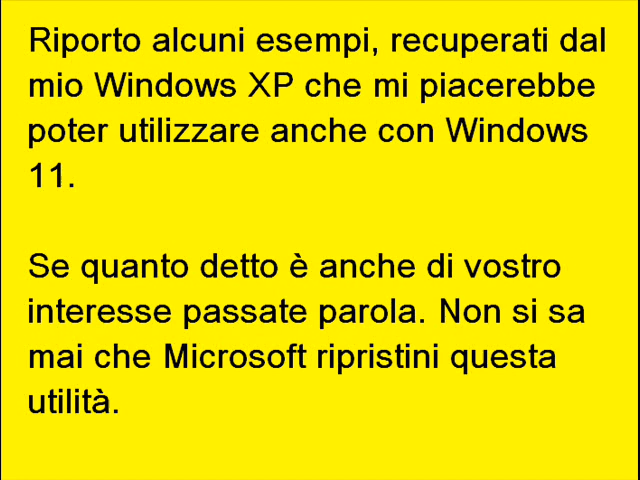 Riporto alcuni esempi, recuperati dal
mio Windows XP che mi piacerebbe
poter utilizzare anche con Windows
11.
Se quanto detto è anche di vostro
interesse passate parola. Non si sa
mai che Microsoft ripristini questa
utilità.